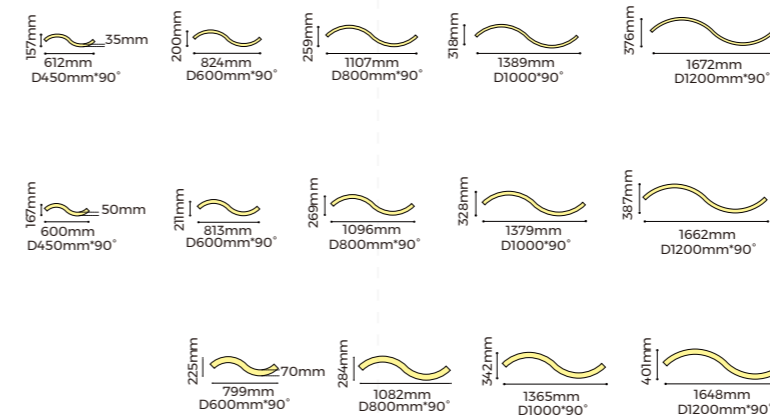 157mm
35mm
612mm
D450mm*90°
200mm
824mm
D600mm*90°
259mm
1107mm
D800mm*90°
318mm
1389mm
D1000*90°
376mm
1672mm
D1200mm*90°
167mm
50mm
600mm
D450mm*90°
211mm
813mm
D600mm*90°
269mm
1096mm
D800mm*90°
328mm
1379mm
D1000*90°
387mm
1662mm
D1200mm*90°
225mm
70mm
799mm
D600mm*90°
284mm
1082mm
D800mm*90°
342mm
1365mm
D1000*90°
401mm
1648mm
D1200mm*90°